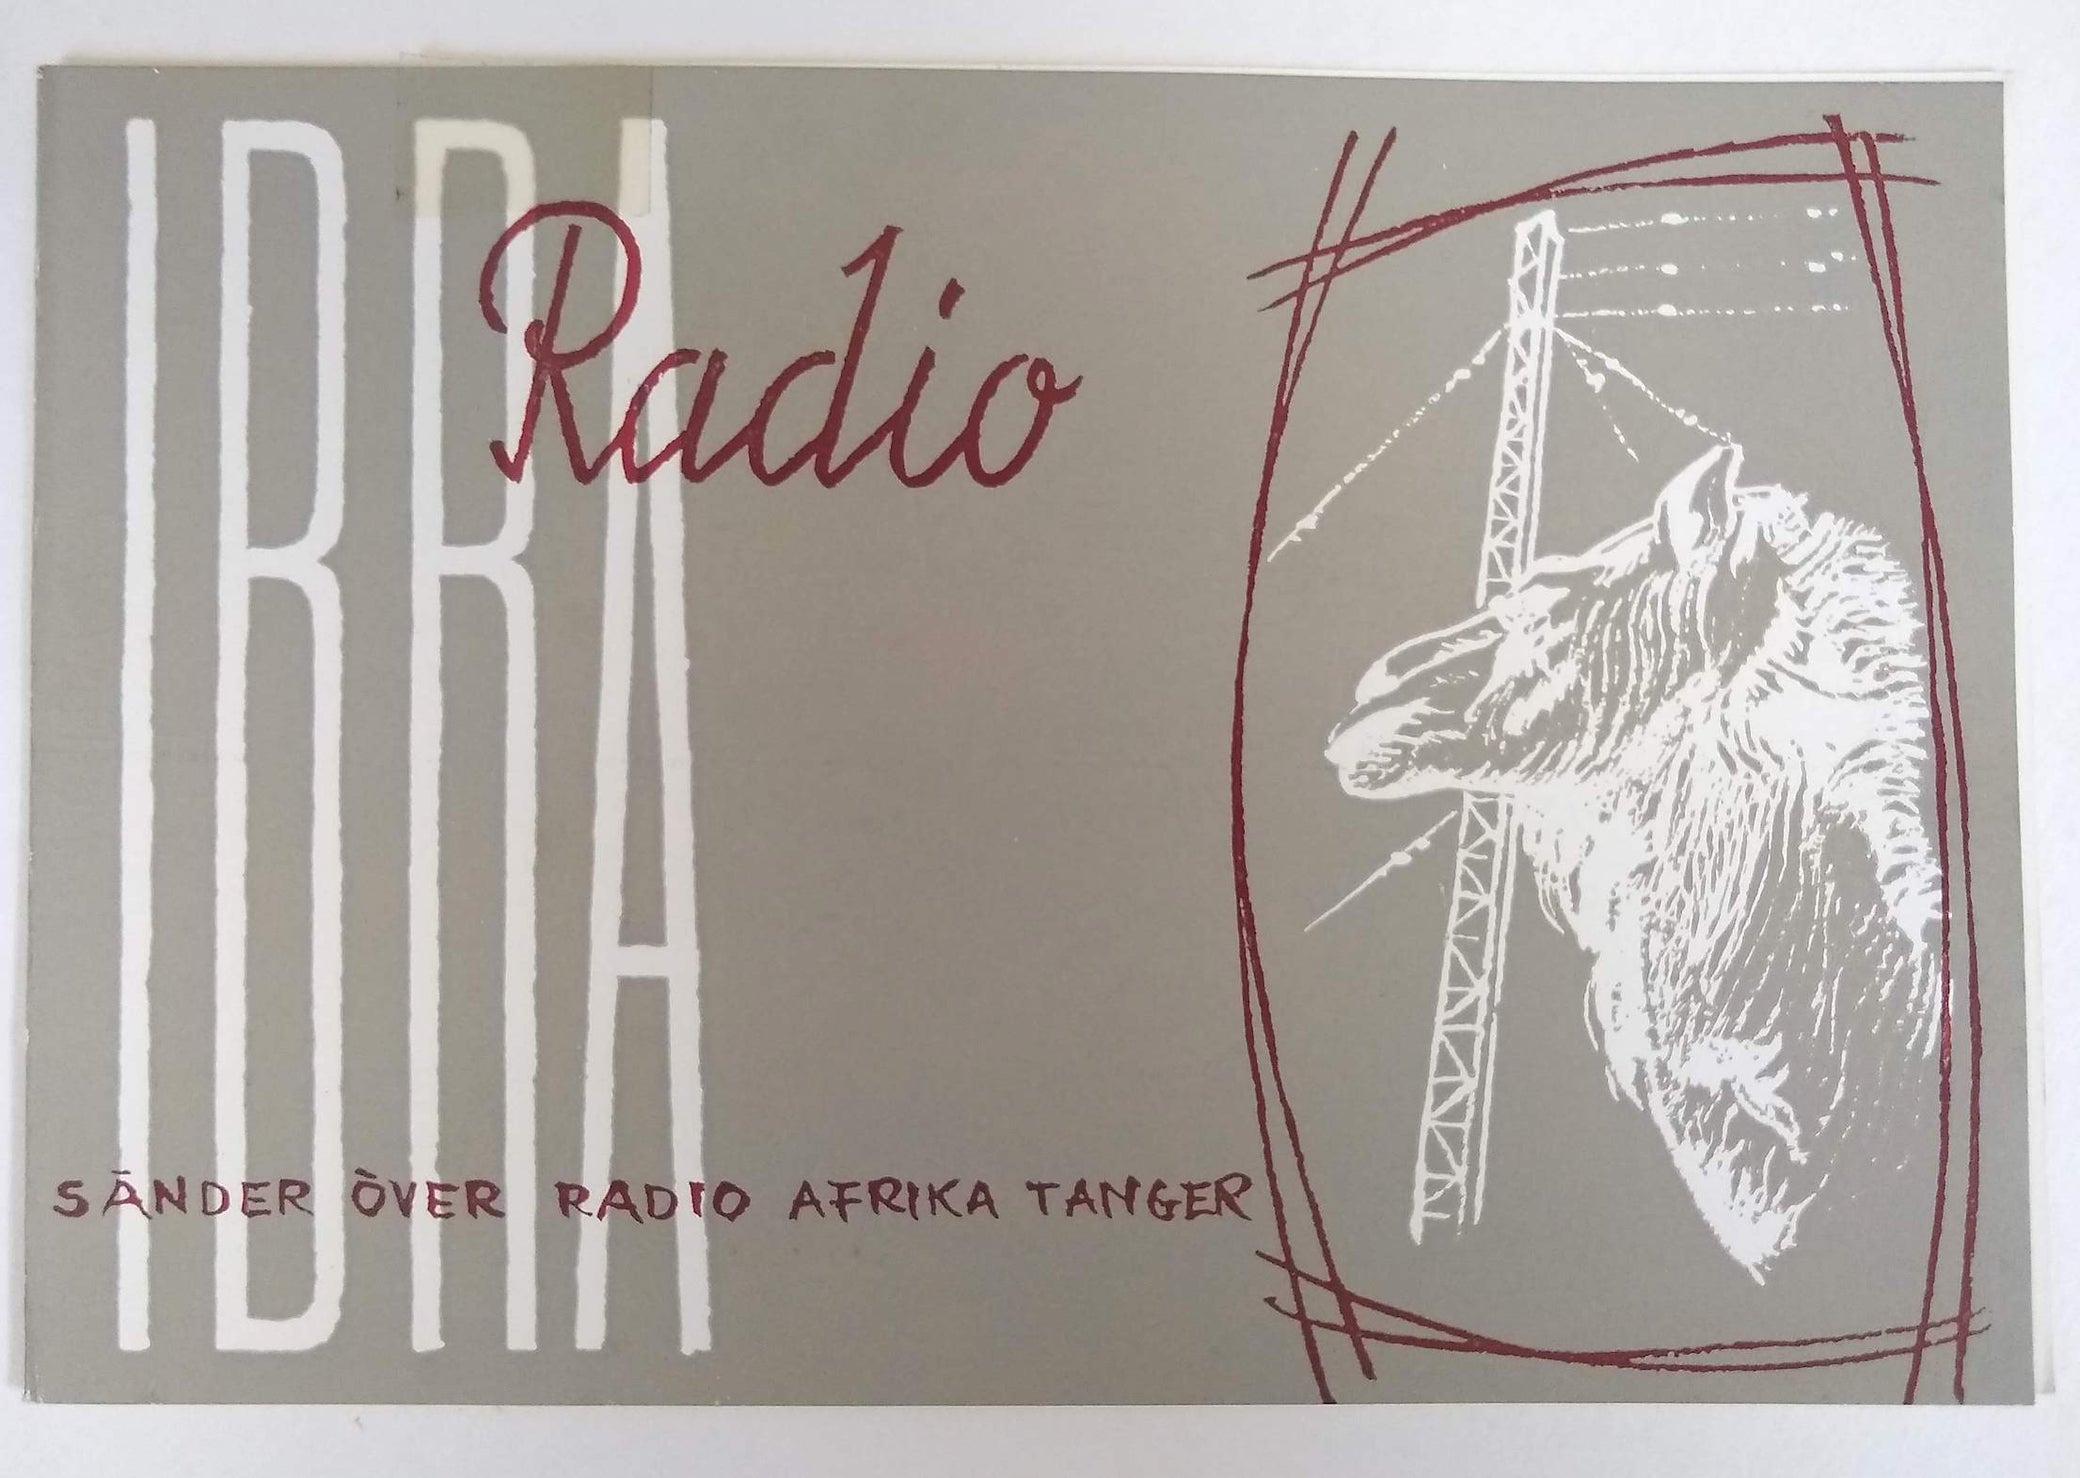 IBRA
Radio
SÄNDER ÖVER RADIO AFRIKA TANGER